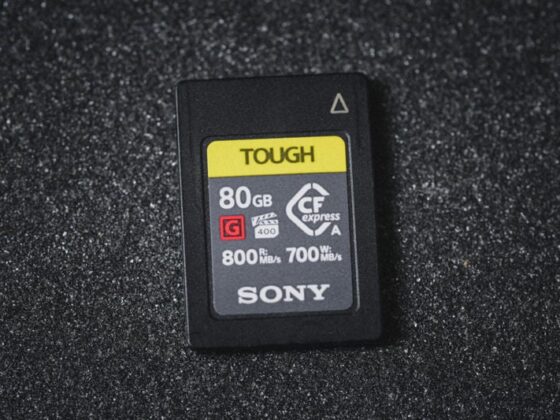 TOUGH
80GB
CF
express
A
G 400
800 R: MB/s 700 W: MB/s
SONY